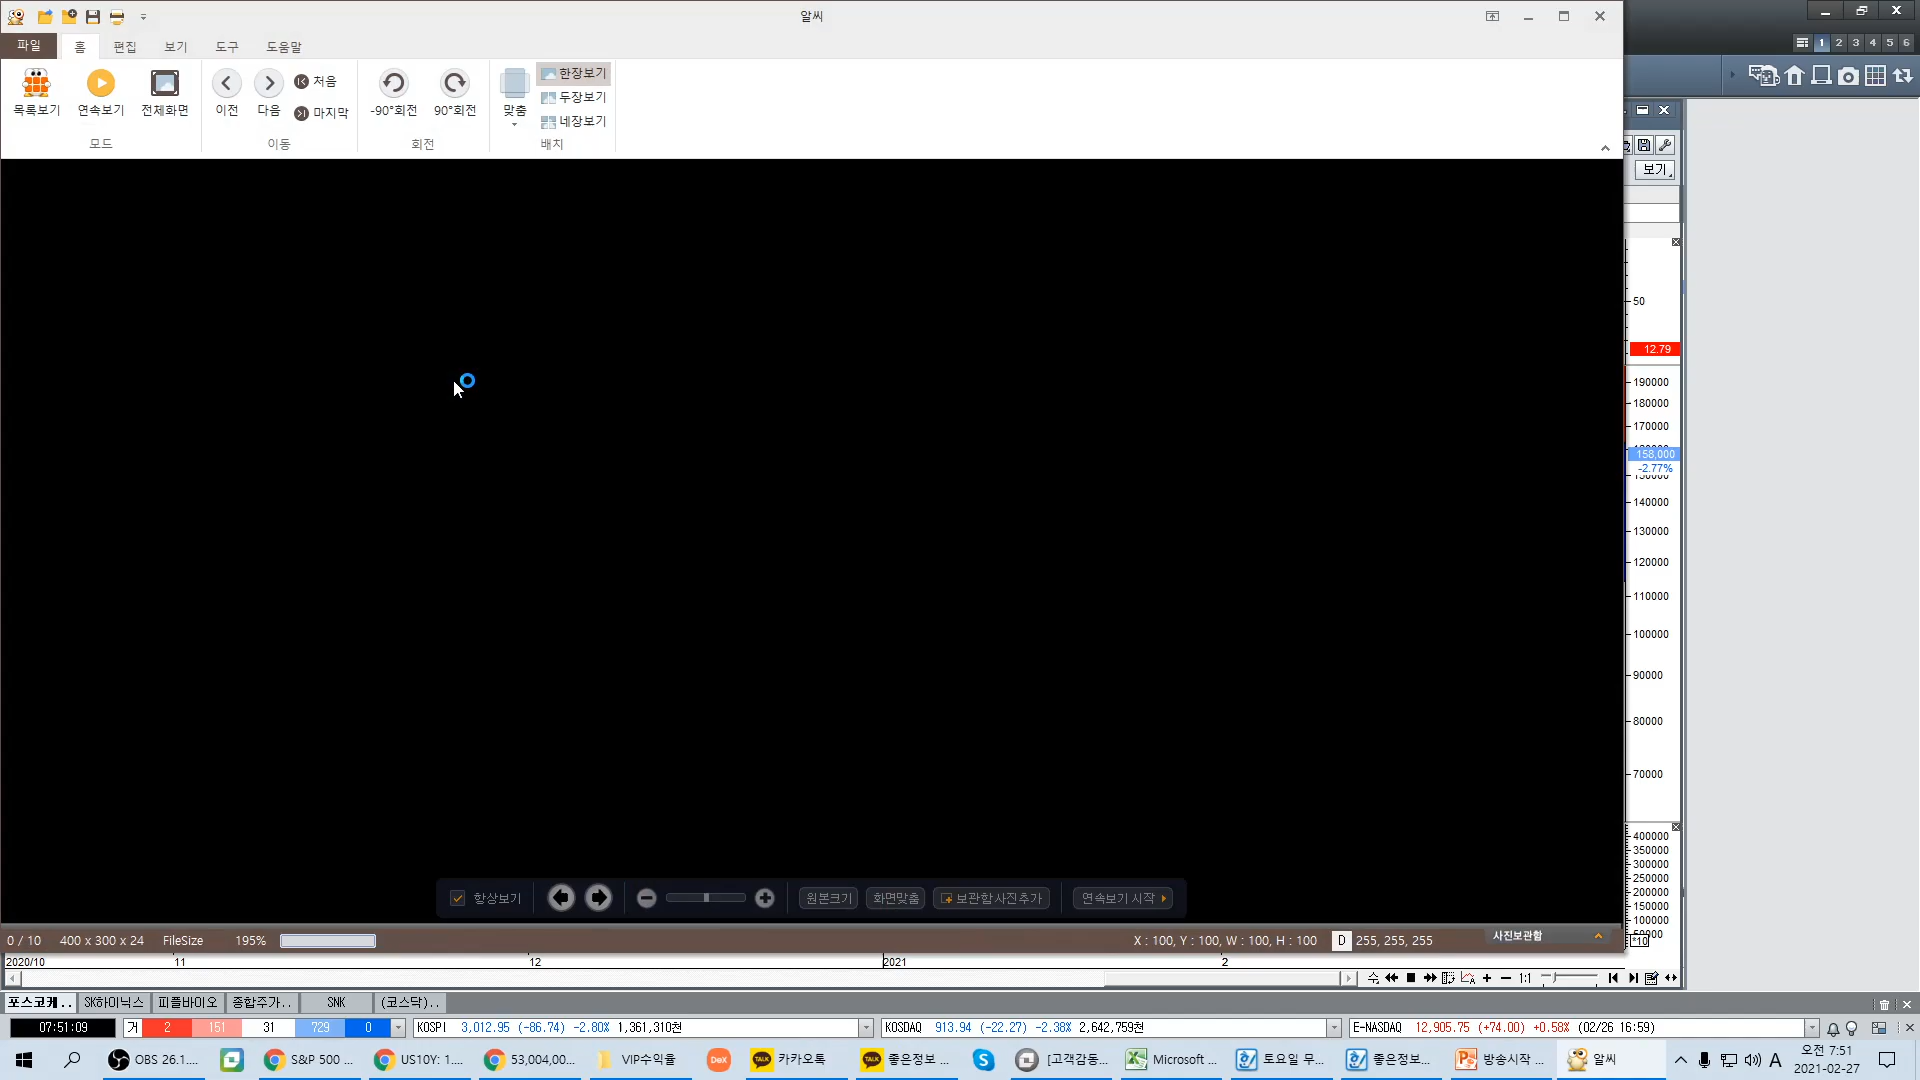 알씨
파일 홈 편집 보기 도구 도움말
목록보기 연속보기 전체화면 이전 다음 처음 마지막 -90°회전 90°회전 맞춤 한장보기
두장보기
네장보기
모드 이동 회전 배치
1 2 3 4 5 6
보기
50
12.79
190000
180000
170000
158,000
-2.77%
150000
140000
130000
120000
110000
100000
90000
80000
70000
400000
350000
300000
250000
200000
150000
100000
50000
*10
항상보기 원본크기 화면맞춤 보관함사진추가 연속보기 시작
0 / 10 400 x 300 x 24 FileSize 195% X : 100, Y : 100, W : 100, H : 100 D 255, 255, 255 사진보관함
2020/10 11 12 2021 2
수 1:1
포스코케.. SK하이닉스 피플바이오 종합주가.. SNK (코스닥)..
07:51:09 거 2 151 31 729 0 KOSPI 3,012.95 (-86.74) -2.80% 1,361,310천 KOSDAQ 913.94 (-22.27) -2.38% 2,642,759천 E-NASDAQ 12,905.75 (+74.00) +0.58% (02/26 16:59)
OBS 26.1.... S&P 500 ... US10Y: 1.... 53,004,00... VIP수익율 DeX 카카오톡 좋은정보 ... [고객감동... Microsoft ... 토요일 무... 좋은정보... 방송시작 ... 알씨 A 오전 7:51
2021-02-27